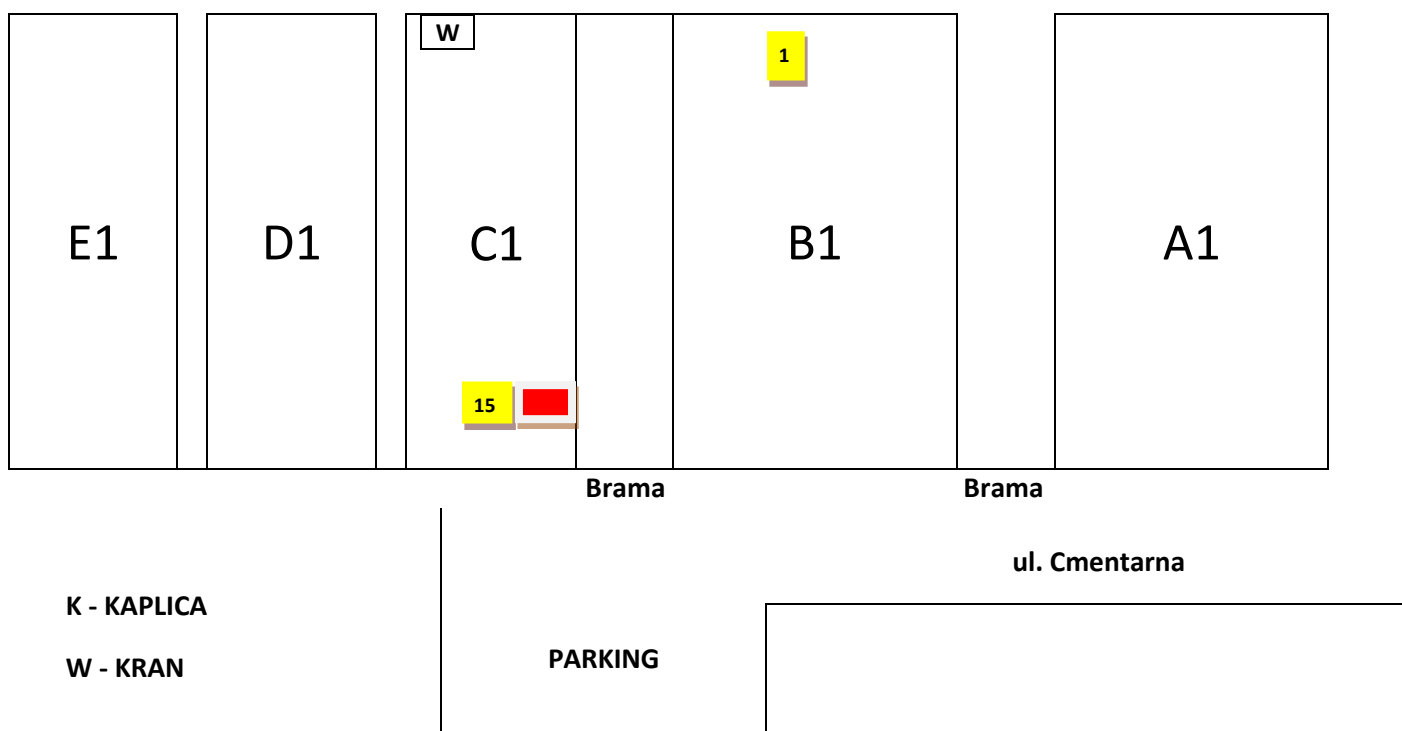 W
1
E1
D1
C1
B1
A1
15
Brama
Brama
ul. Cmentarna
K - KAPLICA
PARKING
W - KRAN